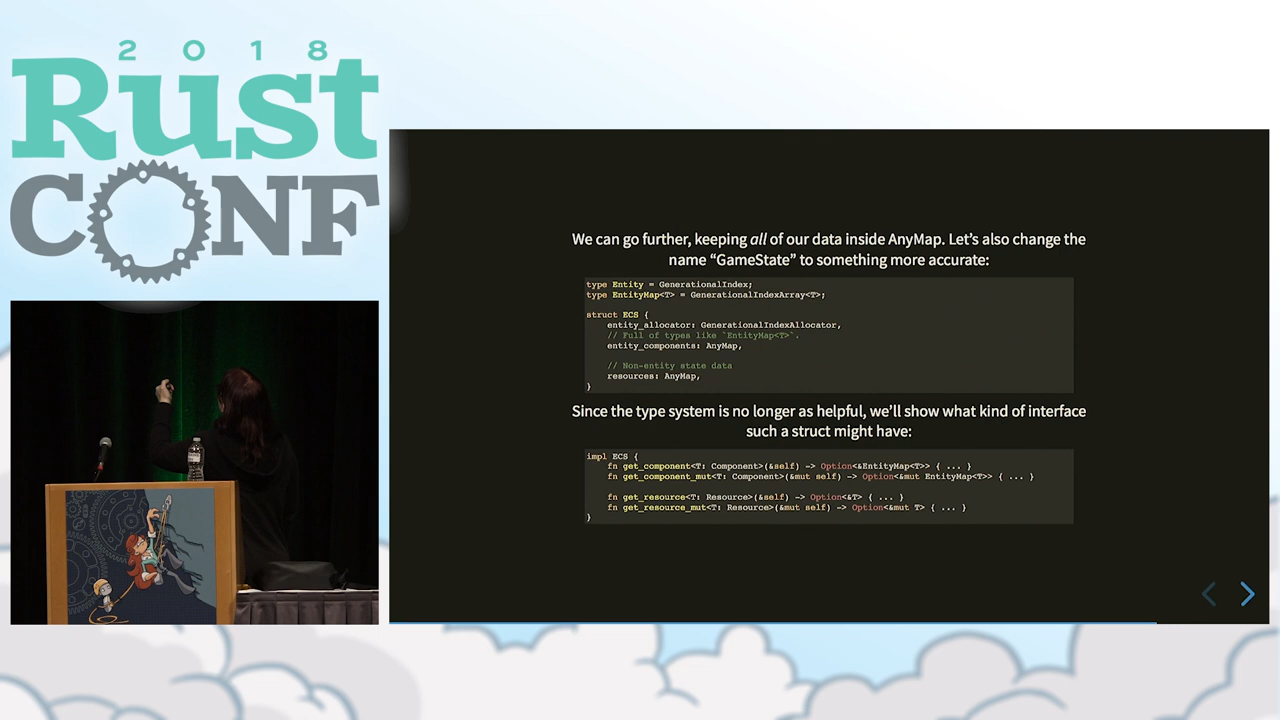 2018
Rust
CONF
We can go further, keeping all of our data inside AnyMap. Let's also change the
name “GameState” to something more accurate:
type Entity = GenerationalIndex;
type EntityMap<T> = GenerationalIndexArray<T>;
struct ECS {
entity_allocator: GenerationalIndexAllocator,
// Full of types like `EntityMap<T>`.
entity_components: AnyMap,
// Non-entity state data
resources: AnyMap,
}
Since the type system is no longer as helpful, we'll show what kind of interface
such a struct might have:
impl ECS {
fn get_component<T: Component>(&self) -> Option<&EntityMap<T>> { ... }
fn get_component_mut<T: Component>(&mut self) -> Option<&mut EntityMap<T>> { ... }
fn get_resource<T: Resource>(&self) -> Option<&T> { ... }
fn get_resource_mut<T: Resource>(&mut self) -> Option<&mut T> { ... }
}